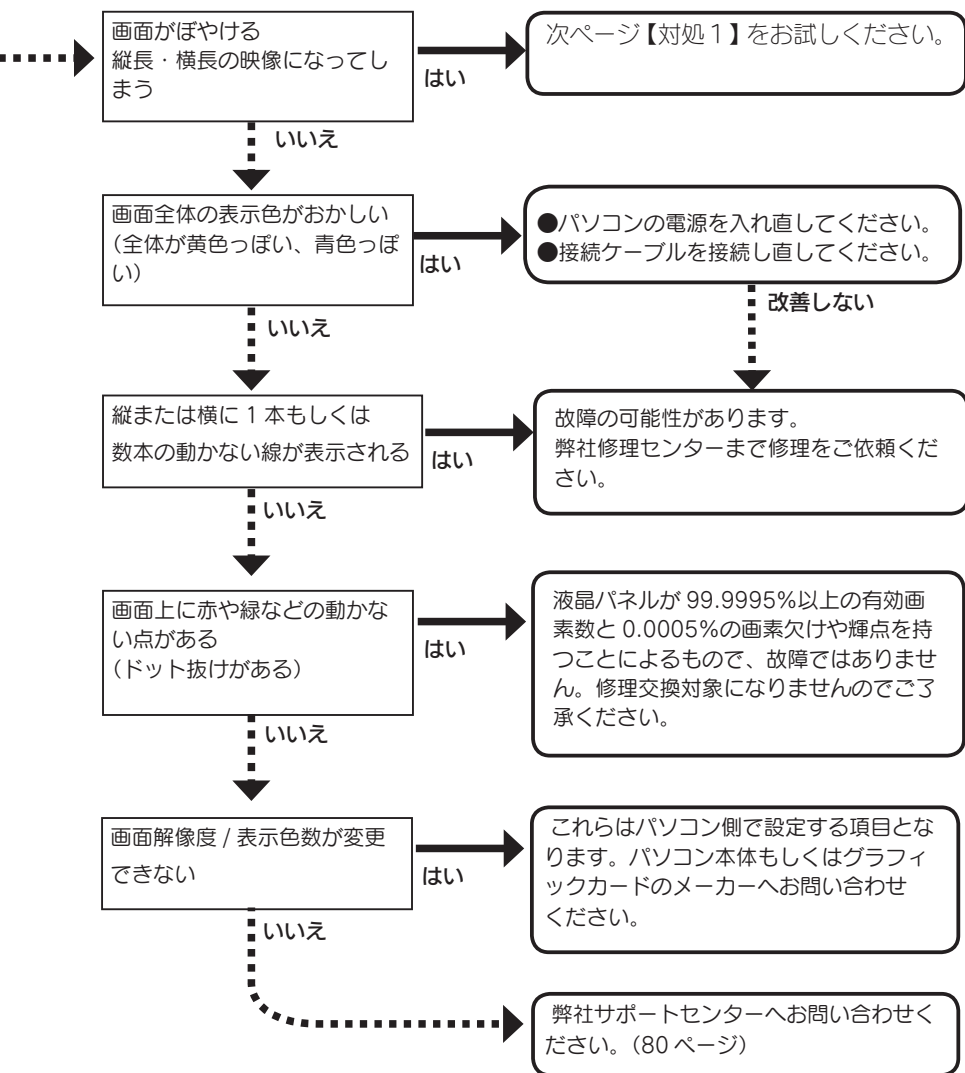 画面がぼやける
縦長・横長の映像になってし
まう
はい
次ページ【対処１】をお試しください。
いいえ
画面全体の表示色がおかしい
(全体が黄色っぽい、青色っぽ
い)
はい
●パソコンの電源を入れ直してください。
●接続ケーブルを接続し直してください。
改善しない
いいえ
縦または横に 1 本もしくは
数本の動かない線が表示される
はい
故障の可能性があります。
弊社修理センターまで修理をご依頼くだ
さい。
いいえ
画面上に赤や緑などの動かな
い点がある
(ドット抜けがある)
はい
液晶パネルが 99.9995%以上の有効画
素数と 0.0005%の画素欠けや輝点を持
つことによるもので、故障ではありませ
ん。修理交換対象になりませんのでご了
承ください。
いいえ
画面解像度 / 表示色数が変更
できない
はい
これらはパソコン側で設定する項目とな
ります。パソコン本体もしくはグラフィ
ックカードのメーカーへお問い合わせ
ください。
いいえ
弊社サポートセンターへお問い合わせく
ださい。(80 ページ)